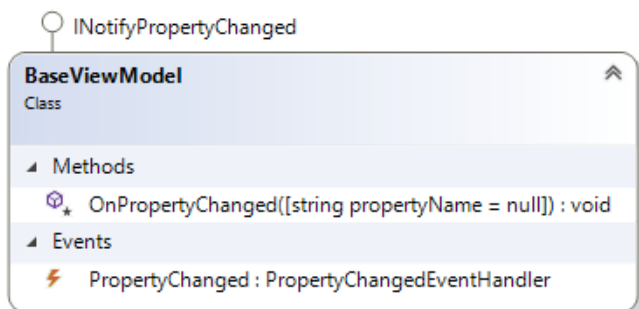 INotifyPropertyChanged
BaseViewModel
Class
Methods
OnPropertyChanged([string propertyName = null]) : void
Events
PropertyChanged : PropertyChangedEventHandler